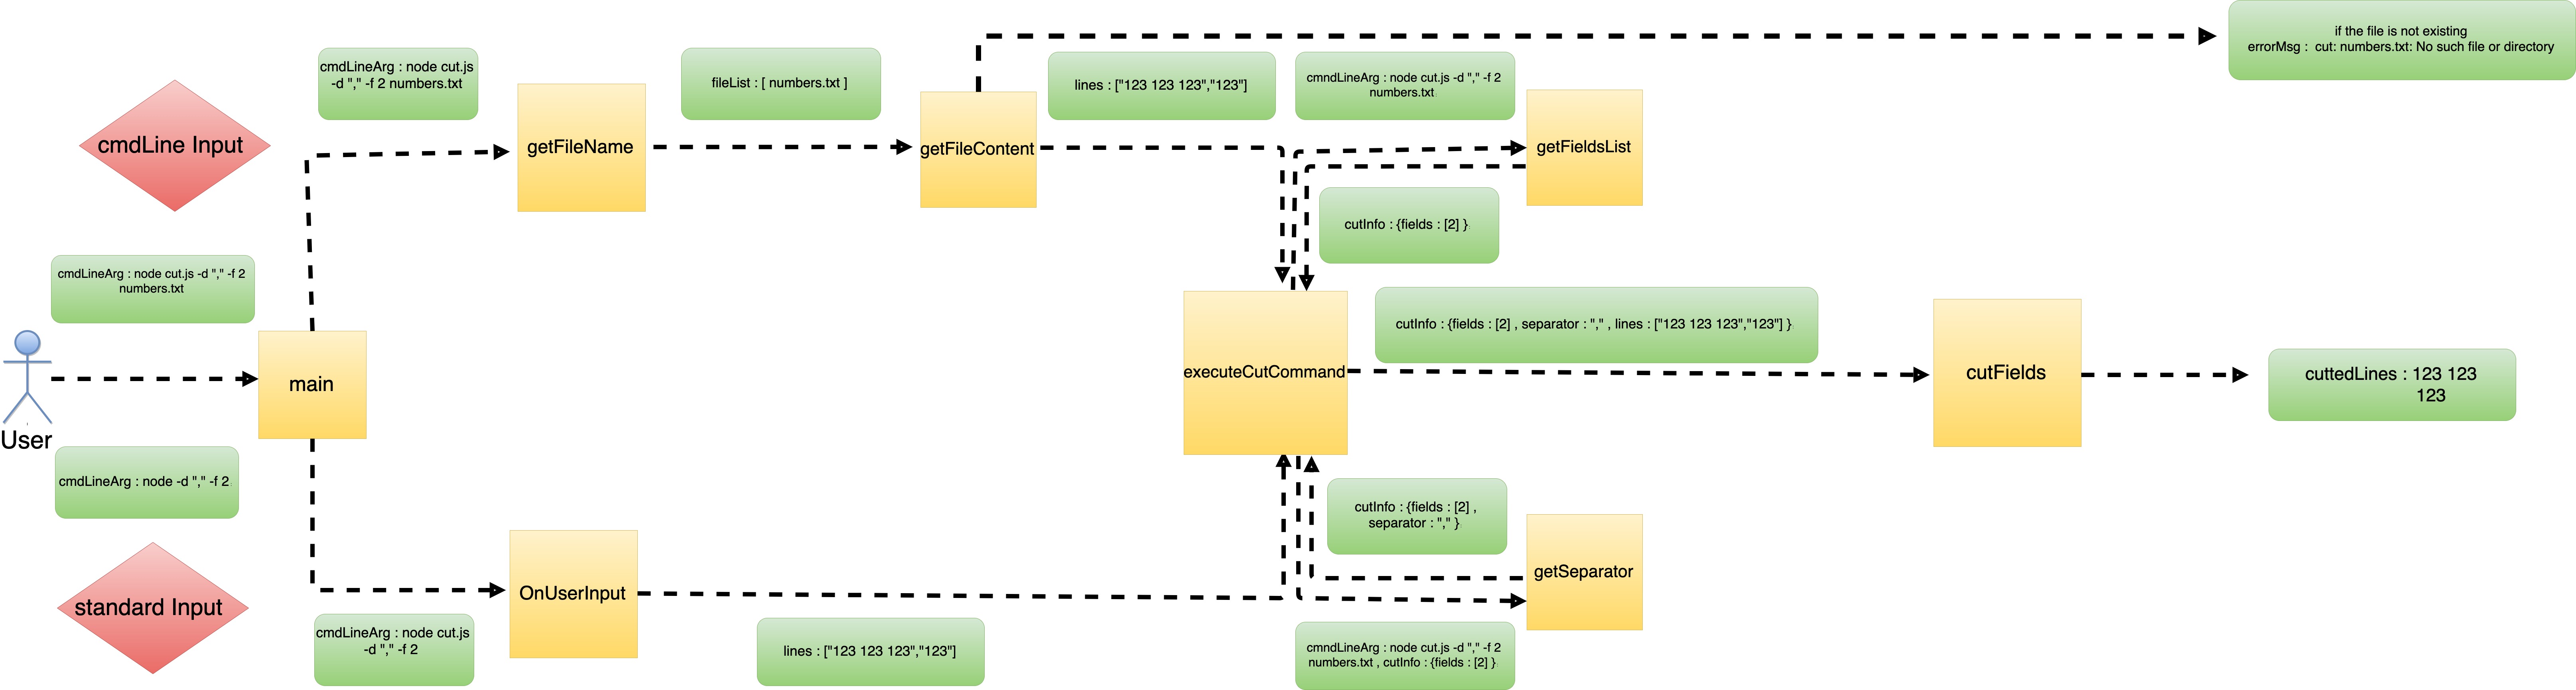 if the file is not existing
errorMsg :  cut: numbers.txt: No such file or directory
cmdLineArg : node cut.js
-d "," -f 2 numbers.txt
fileList : [ numbers.txt ]
lines : ["123 123 123","123"]
cmndLineArg : node cut.js -d "," -f 2
numbers.txt
cmdLine Input
getFileName
getFileContent
getFieldsList
cutInfo : {fields : [2] }
cmdLineArg : node cut.js -d "," -f 2
numbers.txt
User
main
executeCutCommand
cutInfo : {fields : [2] , separator : "," , lines : ["123 123 123","123"] }
cutFields
cuttedLines : 123 123
123
cmdLineArg : node -d "," -f 2
cutInfo : {fields : [2] ,
separator : "," }
standard Input
OnUserInput
getSeparator
cmdLineArg : node cut.js
-d "," -f 2
lines : ["123 123 123","123"]
cmndLineArg : node cut.js -d "," -f 2
numbers.txt , cutInfo : {fields : [2] }